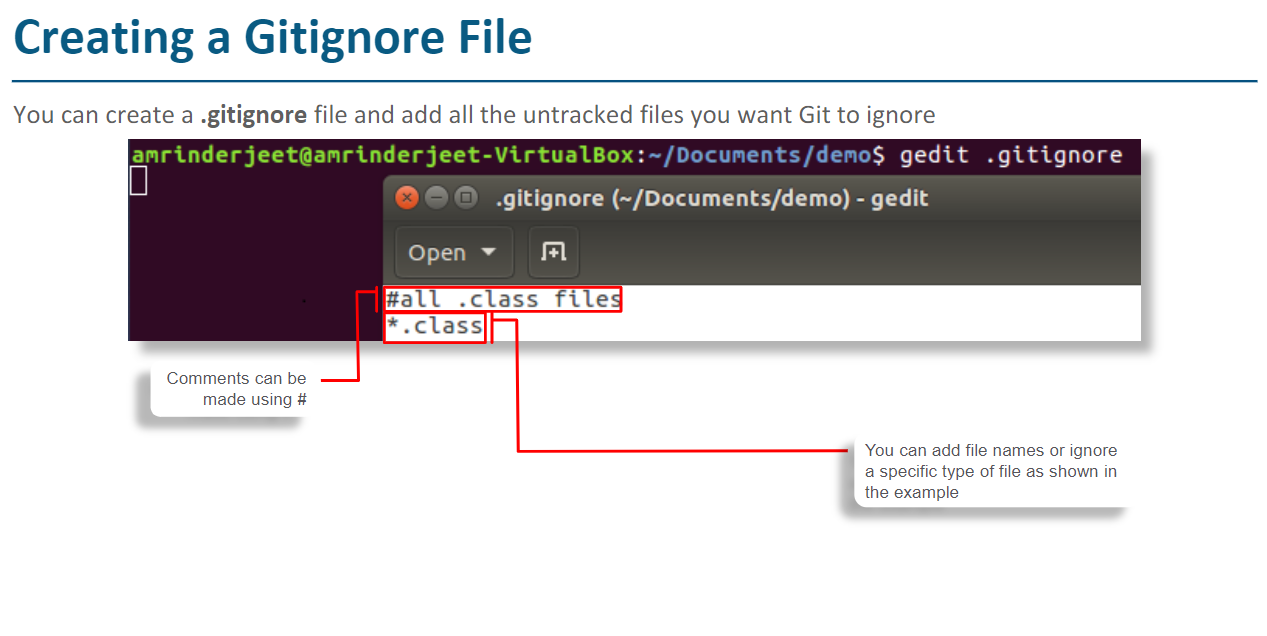 Creating a Gitignore File
You can create a .gitignore file and add all the untracked files you want Git to ignore
amrinderjeet@amrinderjeet-VirtualBox:~/Documents/demo$ gedit .gitignore
.gitignore (~/Documents/demo) - gedit
Open
#all .class files
*.class
Comments can be
made using #
You can add file names or ignore
a specific type of file as shown in
the example